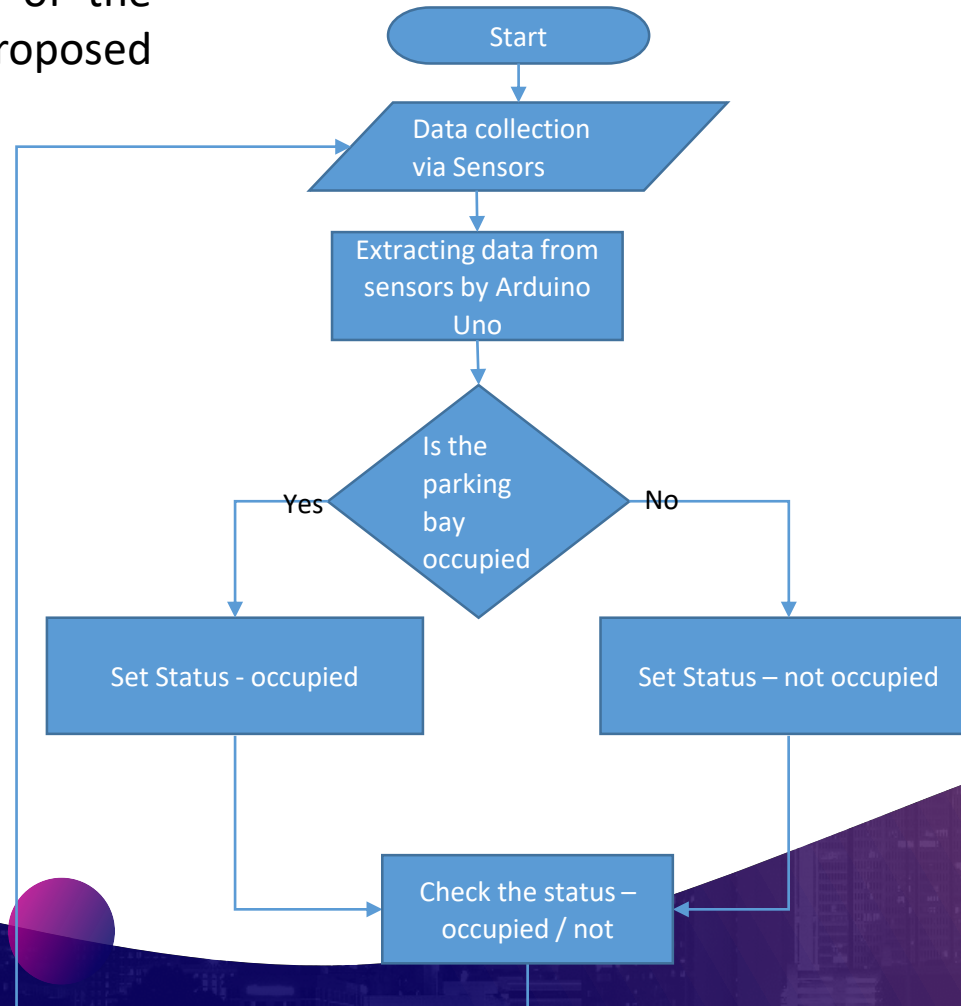 of the
roposed
Start
Data collection
via Sensors
Extracting data from
sensors by Arduino
Uno
Is the
parking
bay
occupied
Yes
No
Set Status - occupied
Set Status – not occupied
Check the status –
occupied / not